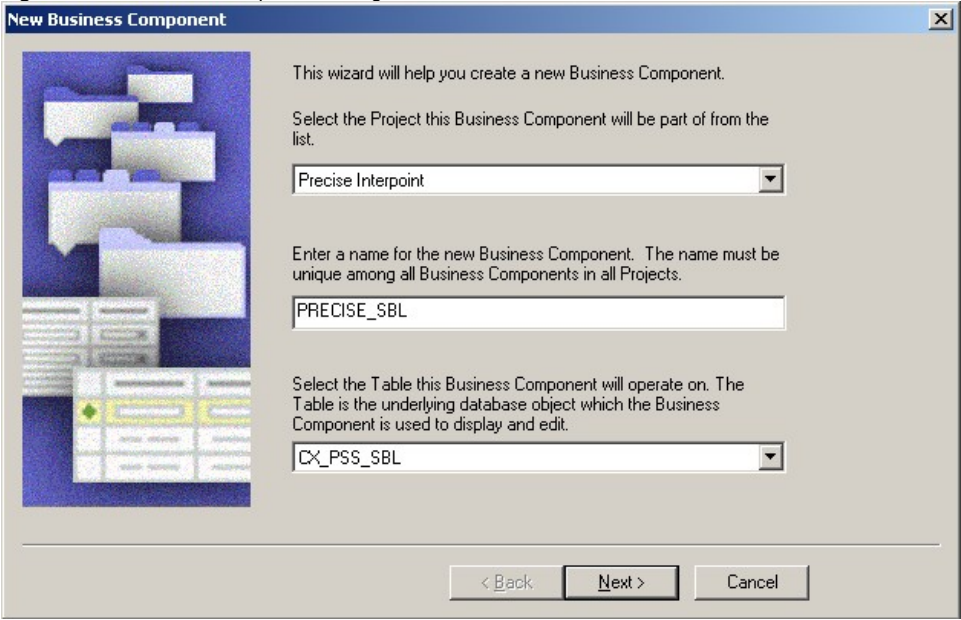 New Business Component
This wizard will help you create a new Business Component.
Select the Project this Business Component will be part of from the
list.
Precise Interpoint
Enter a name for the new Business Component.  The name must be
unique among all Business Components in all Projects.
PRECISE_SBL
Select the Table this Business Component will operate on. The
Table is the underlying database object which the Business
Component is used to display and edit.
CX_PSS_SBL
< Back
Next >
Cancel